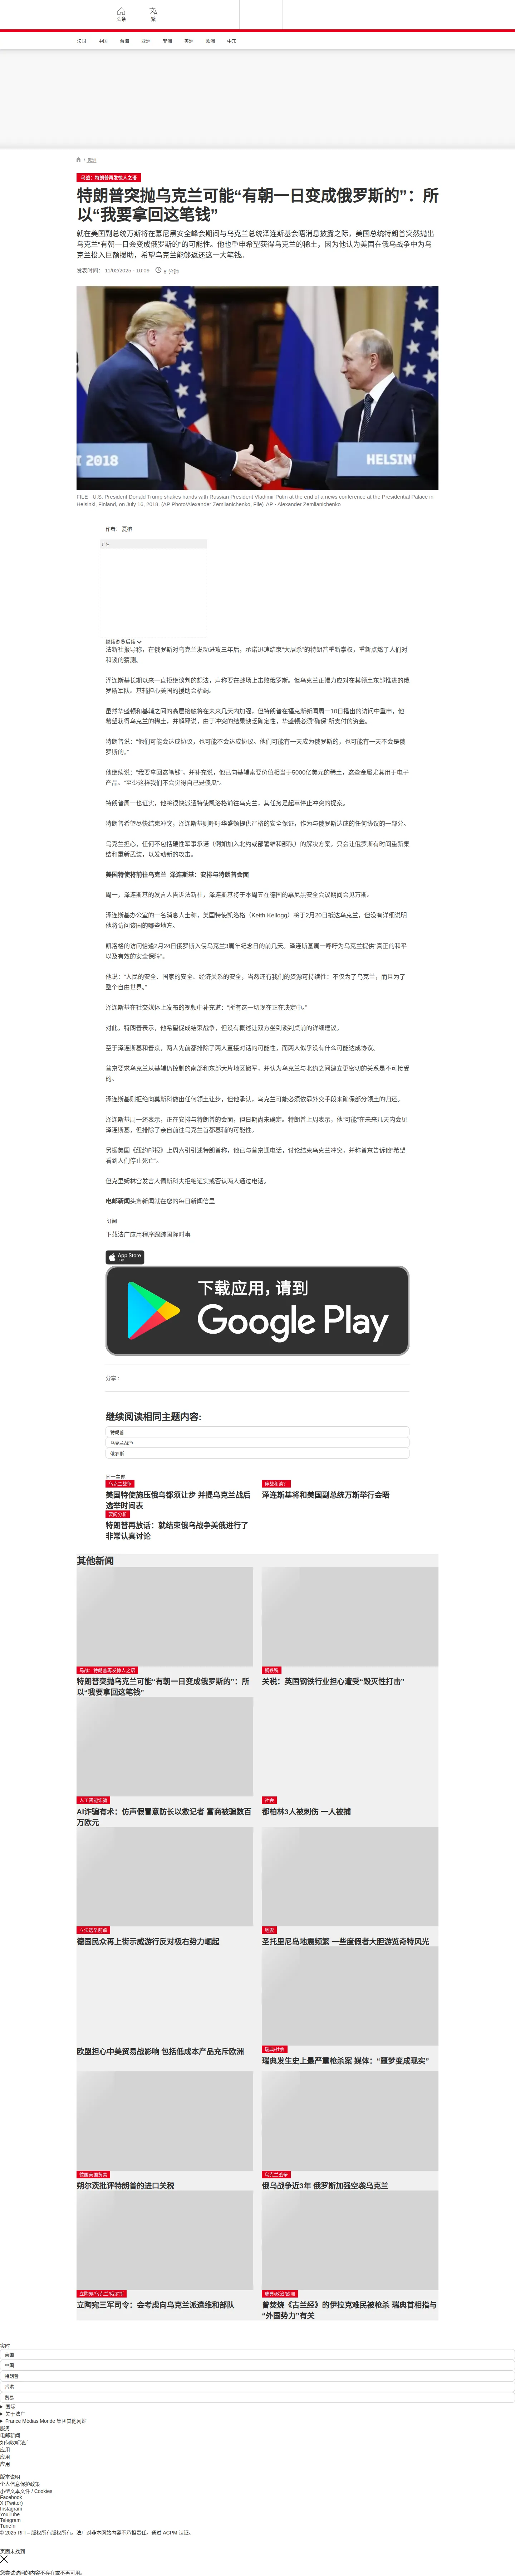 头条
繁
法国
中国
台海
亚洲
非洲
美洲
欧洲
中东
/ 亚洲
乌战：特朗普再发惊人之语
特朗普突抛乌克兰可能“有朝一日变成俄罗斯的”：所
以“我要拿回这笔钱”
就在美国副总统万斯将在慕尼黑安全峰会期间与乌克兰总统泽连斯基会晤消息披露之际，美国总统特朗普突然抛出
乌克兰“有朝一日会变成俄罗斯的”的可能性。他也重申希望获得乌克兰的稀土，因为他认为美国在俄乌战争中为乌
克兰投入巨额援助，希望乌克兰能够返还这一大笔钱。
发表时间： 11/02/2025 - 10:09
8 分钟
I 2018
HELSIN
FILE - U.S. President Donald Trump shakes hands with Russian President Vladimir Putin at the end of a news conference at the Presidential Palace in
Helsinki, Finland, on July 16, 2018. (AP Photo/Alexander Zemlianichenko, File) AP - Alexander Zemlianichenko
作者： 夏榕
广告
继续浏览后续
法新社报导称，在俄罗斯对乌克兰发动进攻三年后，承诺迅速结束“大屠杀”的特朗普重新掌权，重新点燃了人们对
和谈的猜测。
泽连斯基长期以来一直拒绝谈判的想法，声称要在战场上击败俄罗斯。但乌克兰正竭力应对在其领土东部推进的俄
罗斯军队。基辅担心美国的援助会枯竭。
虽然华盛顿和基辅之间的高层接触将在未来几天内加强，但特朗普在福克斯新闻周一10日播出的访问中重申，他
希望获得乌克兰的稀土，并解释说，由于冲突的结果缺乏确定性，华盛顿必须“确保”所支付的资金。
特朗普说：“他们可能会达成协议，也可能不会达成协议。他们可能有一天成为俄罗斯的，也可能有一天不会是俄
罗斯的。”
他继续说：“我要拿回这笔钱”，并补充说，他已向基辅索要价值相当于5000亿美元的稀土，这些金属尤其用于电子
产品。“至少这样我们不会觉得自己是傻瓜”。
特朗普周一也证实，他将很快派遣特使凯洛格前往乌克兰，其任务是起草停止冲突的提案。
特朗普希望尽快结束冲突，泽连斯基则呼吁华盛顿提供严格的安全保证，作为与俄罗斯达成的任何协议的一部分。
乌克兰担心，任何不包括硬性军事承诺（例如加入北约或部署维和部队）的解决方案，只会让俄罗斯有时间重新集
结和重新武装，以发动新的攻击。
美国特使将前往乌克兰 泽连斯基：安排与特朗普会面
周一，泽连斯基的发言人告诉法新社，泽连斯基将于本周五在德国的慕尼黑安全会议期间会见万斯。
泽连斯基办公室的一名消息人士称，美国特使凯洛格（Keith Kellogg）将于2月20日抵达乌克兰，但没有详细说明
他将访问该国的哪些地方。
凯洛格的访问恰逢2月24日俄罗斯入侵乌克兰3周年纪念日的前几天。泽连斯基周一呼吁为乌克兰提供“真正的和平
以及有效的安全保障”。
他说：“人民的安全、国家的安全、经济关系的安全，当然还有我们的资源可持续性：不仅为了乌克兰，而且为了
整个自由世界。”
泽连斯基在社交媒体上发布的视频中补充道：“所有这一切现在正在决定中。”
对此，特朗普表示，他希望促成结束战争，但没有概述让双方坐到谈判桌前的详细建议。
至于泽连斯基和普京，两人先前都排除了两人直接对话的可能性，而两人似乎没有什么可能达成协议。
普京要求乌克兰从基辅仍控制的南部和东部大片地区撤军，并认为乌克兰与北约之间建立更密切的关系是不可接受
的。
泽连斯基则拒绝向莫斯科做出任何领土让步，但他承认，乌克兰可能必须依靠外交手段来确保部分领土的归还。
泽连斯基周一还表示，正在安排与特朗普的会面，但日期尚未确定。特朗普上周表示，他“可能”在未来几天内会见
泽连斯基，但排除了亲自前往乌克兰首都基辅的可能性。
另据美国《纽约邮报》上周六引引述特朗普称，他已与普京通电话，讨论结束乌克兰冲突，并称普京告诉他“希望
看到人们停止死亡”。
但克里姆林宫发言人佩斯科夫拒绝证实或否认两人通过电话。
电邮新闻头条新闻就在您的每日新闻信里
订阅
下载法广应用程序跟踪国际时事
App Store
下载应用，请到
Google Play
分享 :
继续阅读相同主题内容:
特朗普
乌克兰战争
俄罗斯
同一主题
乌克兰战争
美国特使施压俄乌都须让步 并提乌克兰战后
选举时间表
停战和谈？
泽连斯基将和美国副总统万斯举行会晤
要闻分析
特朗普再放话：就结束俄乌战争美俄进行了
非常认真讨论
其他新闻
乌战：特朗普再发惊人之语
特朗普突抛乌克兰可能“有朝一日变成俄罗斯的”：所
以“我要拿回这笔钱”
钢铁税
关税：英国钢铁行业担心遭受“毁灭性打击”
人工智能诈骗
AI诈骗有术：仿声假冒意防长以救记者 富商被骗数百
万欧元
社会
都柏林3人被刺伤 一人被捕
立汉选举前瞻
德国民众再上街示威游行反对极右势力崛起
地震
圣托里尼岛地震频繁 一些度假者大胆游览奇特风光
欧盟担心中美贸易战影响 包括低成本产品充斥欧洲
瑞典/社会
瑞典发生史上最严重枪杀案 媒体：“噩梦变成现实”
德国美国贸易
朔尔茨批评特朗普的进口关税
乌克兰战争
俄乌战争近3年 俄罗斯加强空袭乌克兰
立陶宛/乌克兰/俄罗斯
立陶宛三军司令：会考虑向乌克兰派遣维和部队
瑞典/政治/欧洲
曾焚烧《古兰经》的伊拉克难民被枪杀 瑞典首相指与
“外国势力”有关
实时
美国
中国
特朗普
香港
贸易
国际
关于法广
France Médias Monde 集团其他网站
服务
电邮新闻
如何收听法广
应用
应用
应用
版本说明
个人信息保护政策
小型文本文件 / Cookies
Facebook
X (Twitter)
Instagram
YouTube
Telegram
TuneIn
© 2025 RFI – 版权所有版权所有。法广对非本网站内容不承担责任。通过 ACPM 认证。
页面未找到
您尝试访问的内容不存在或不再可用。